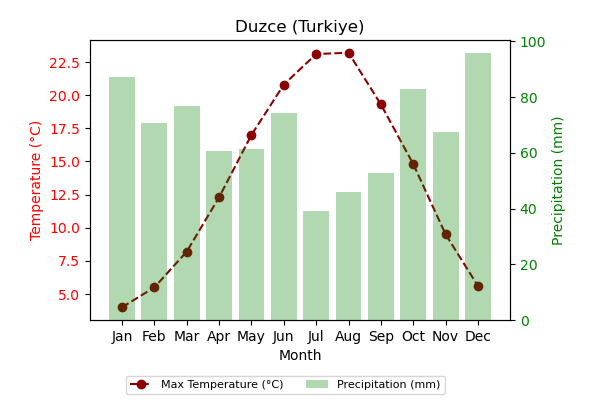 Duzce (Turkiye)
Temperature (°C)
22.5
20.0
17.5
15.0
12.5
10.0
7.5
5.0
100
80
60
40
20
0
Precipitation (mm)
Jan Feb Mar Apr May Jun Jul Aug Sep Oct Nov Dec
Month
Max Temperature (°C) Precipitation (mm)